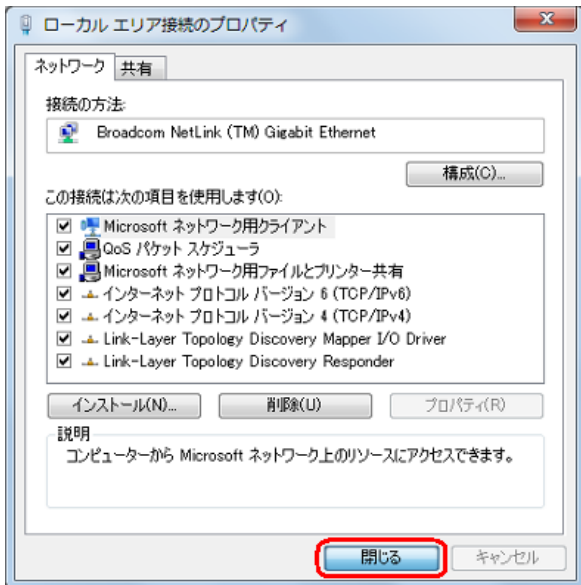 ローカル エリア接続のプロパティ
ネットワーク 共有
接続の方法:
Broadcom NetLink (TM) Gigabit Ethernet
構成(C)...
この接続は次の項目を使用します(O):
Microsoft ネットワーク用クライアント
QoS パケット スケジューラ
Microsoft ネットワーク用ファイルとプリンター共有
インターネット プロトコル バージョン 6 (TCP/IPv6)
インターネット プロトコル バージョン 4 (TCP/IPv4)
Link-Layer Topology Discovery Mapper I/O Driver
Link-Layer Topology Discovery Responder
インストール(N)... 削除(U) プロパティ(R)
説明
コンピューターから Microsoft ネットワーク上のリソースにアクセスできます。
閉じる キャンセル